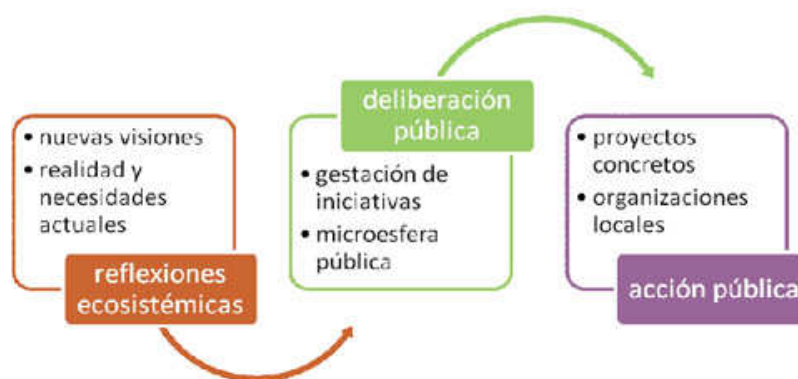 • nuevas visiones
• realidad y
necesidades
actuales
reflexiones
ecosistémicas
deliberación
pública
• gestación de
iniciativas
• microesfera
pública
• proyectos
concretos
• organizaciones
locales
acción pública